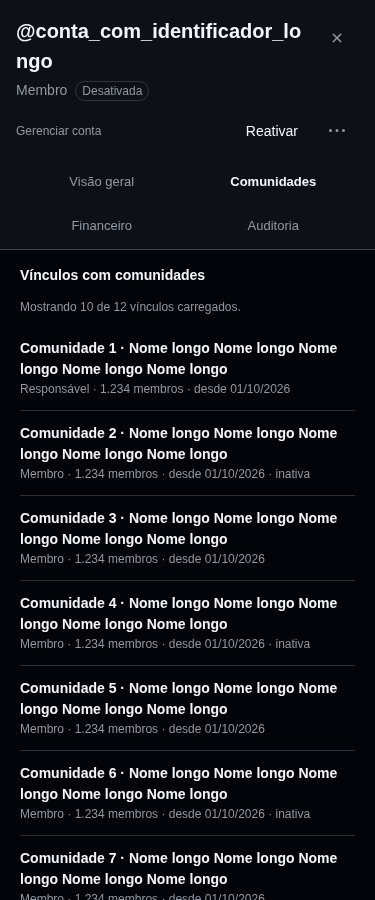 @conta_com_identificador_lo
ngo
Membro Desativada
Gerenciar conta Reativar ···
Visão geral Comunidades
Financeiro Auditoria
Vínculos com comunidades
Mostrando 10 de 12 vínculos carregados.
Comunidade 1 · Nome longo Nome longo Nome
longo Nome longo Nome longo
Responsável · 1.234 membros · desde 01/10/2026
Comunidade 2 · Nome longo Nome longo Nome
longo Nome longo Nome longo
Membro · 1.234 membros · desde 01/10/2026 · inativa
Comunidade 3 · Nome longo Nome longo Nome
longo Nome longo Nome longo
Membro · 1.234 membros · desde 01/10/2026
Comunidade 4 · Nome longo Nome longo Nome
longo Nome longo Nome longo
Membro · 1.234 membros · desde 01/10/2026 · inativa
Comunidade 5 · Nome longo Nome longo Nome
longo Nome longo Nome longo
Membro · 1.234 membros · desde 01/10/2026
Comunidade 6 · Nome longo Nome longo Nome
longo Nome longo Nome longo
Membro · 1.234 membros · desde 01/10/2026 · inativa
Comunidade 7 · Nome longo Nome longo Nome
longo Nome longo Nome longo
Membro · 1.234 membros · desde 01/10/2026